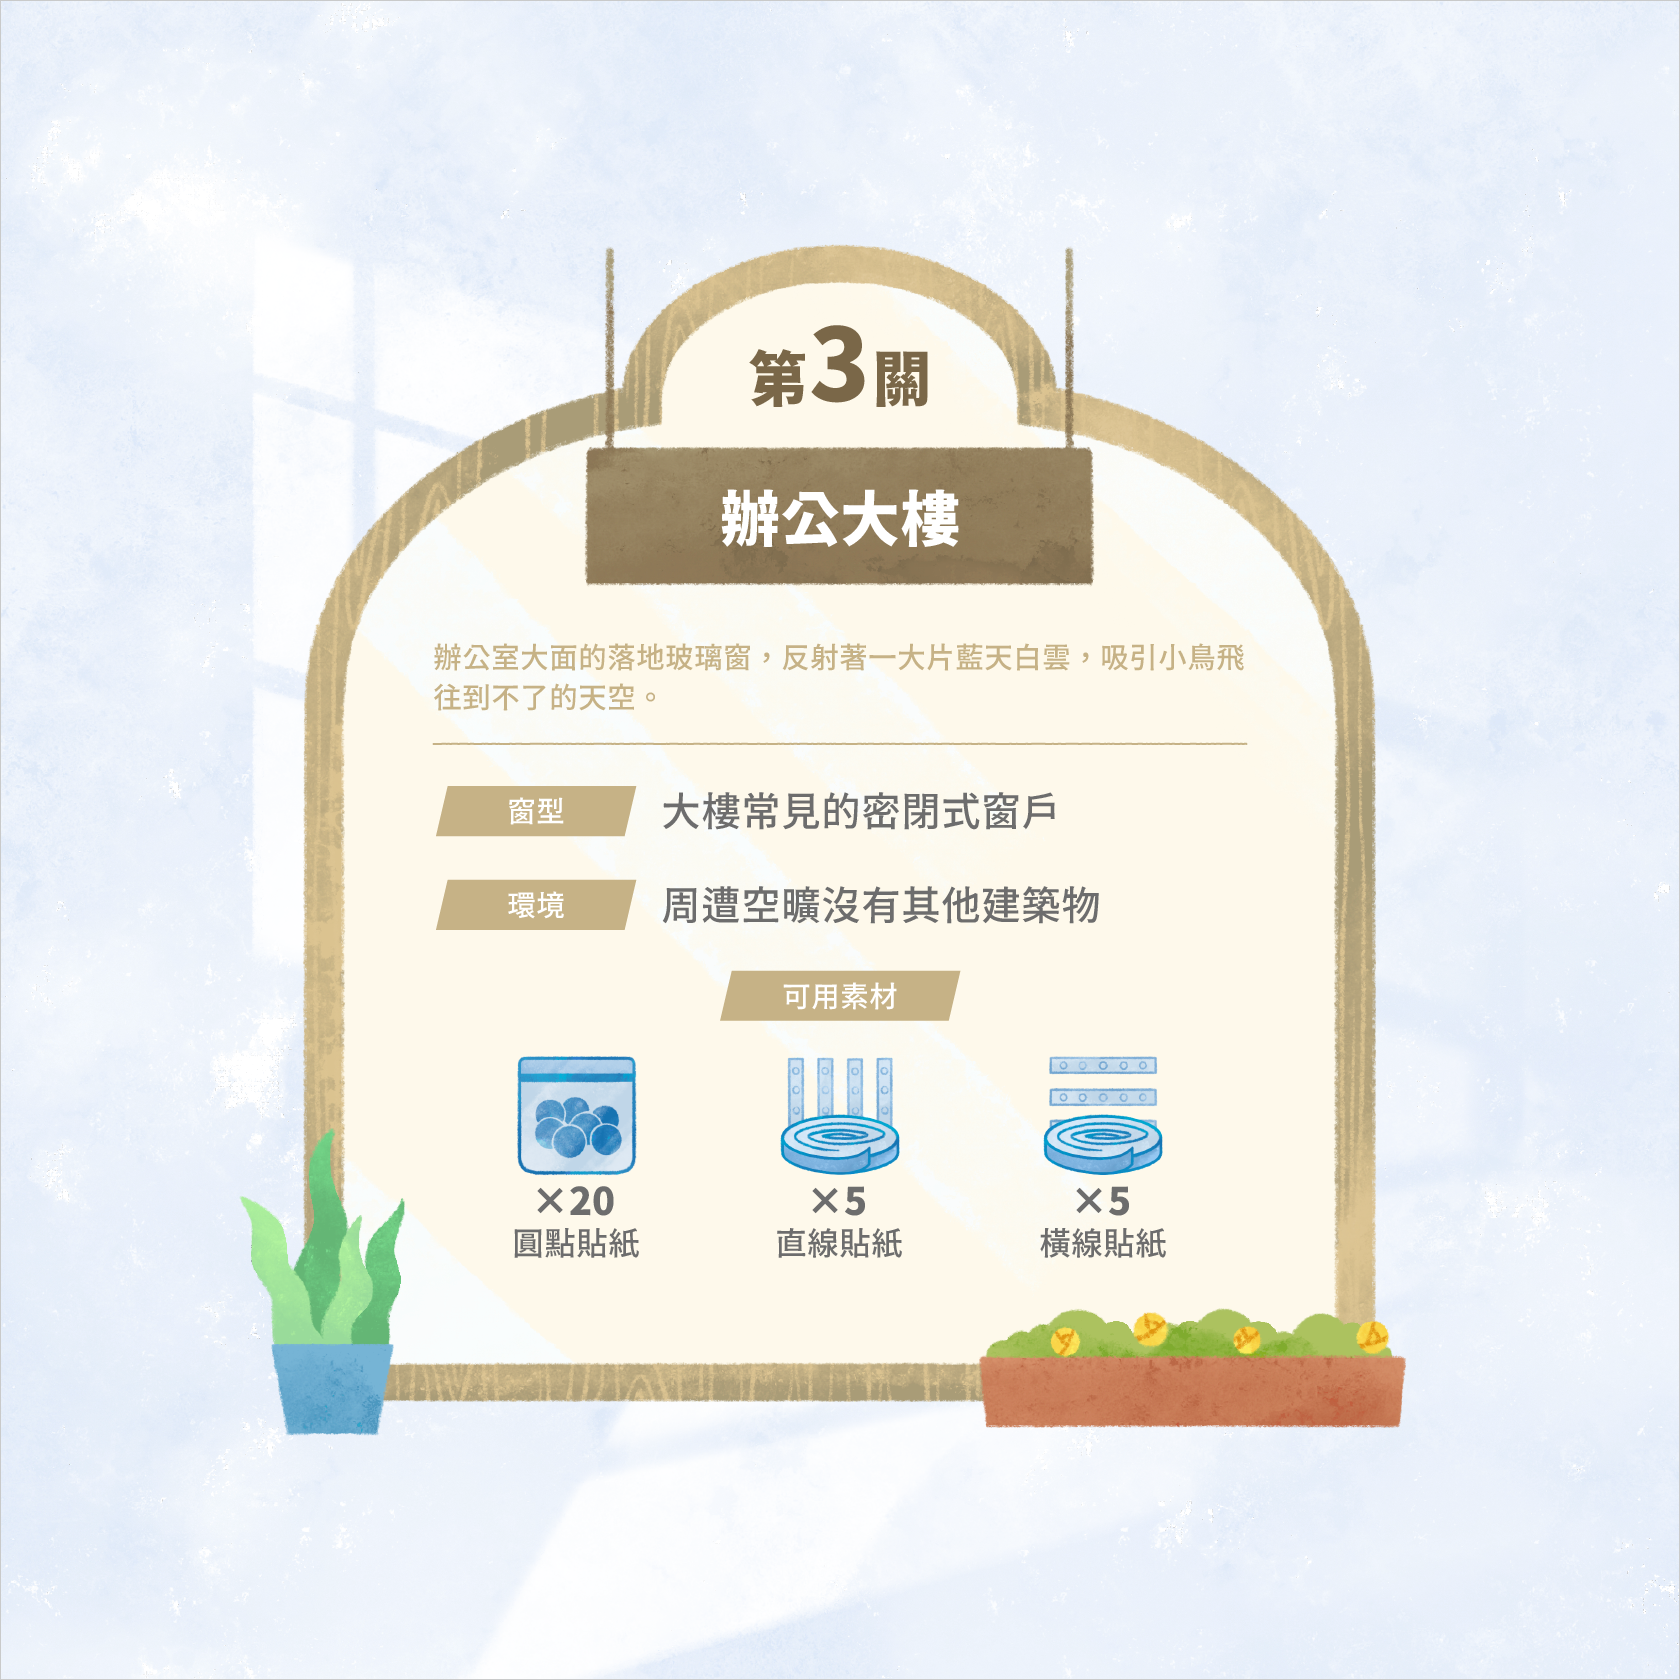 第3關
辦公大樓
辦公室大面的落地玻璃窗，反射著一大片藍天白雲，吸引小鳥飛
往到不了的天空。
窗型 大樓常見的密閉式窗戶
環境 周遭空曠沒有其他建築物
可用素材
×20 ×5 ×5
圓點貼紙 直線貼紙 橫線貼紙